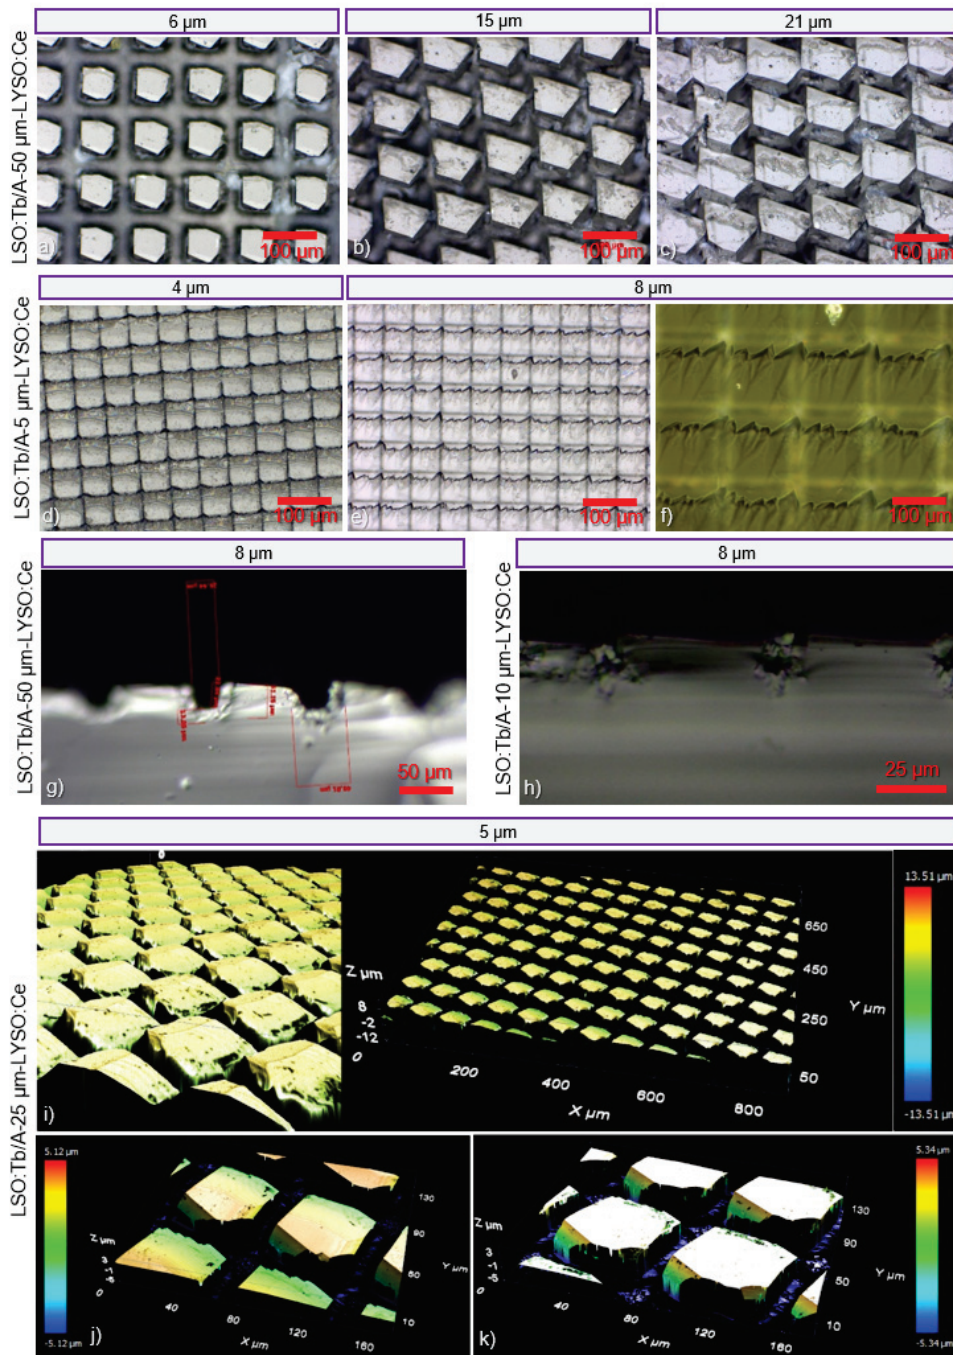 6 µm
15 µm
21 µm
LSO:Tb/A-50 µm-LYSO:Ce
a)
100 µm
b)
100 µm
c)
100 µm
4 µm
8 µm
LSO:Tb/A-5 µm-LYSO:Ce
d)
100 µm
e)
100 µm
f)
100 µm
8 µm
8 µm
LSO:Tb/A-50 µm-LYSO:Ce
g)
50 µm
LSO:Tb/A-10 µm-LYSO:Ce
h)
25 µm
5 µm
LSO:Tb/A-25 µm-LYSO:Ce
i)
Z µm
8
-2
-12
0
200
400
600
800
X µm
650
450
250
50
Y µm
13.51 µm
-13.51 µm
5.12 µm
-5.12 µm
j)
Z µm
3
0
40
80
120
160
X µm
130
90
10
Y µm
k)
Z µm
3
-1
-5
0
40
80
120
160
X µm
130
90
50
10
Y µm
5.34 µm
-5.34 µm